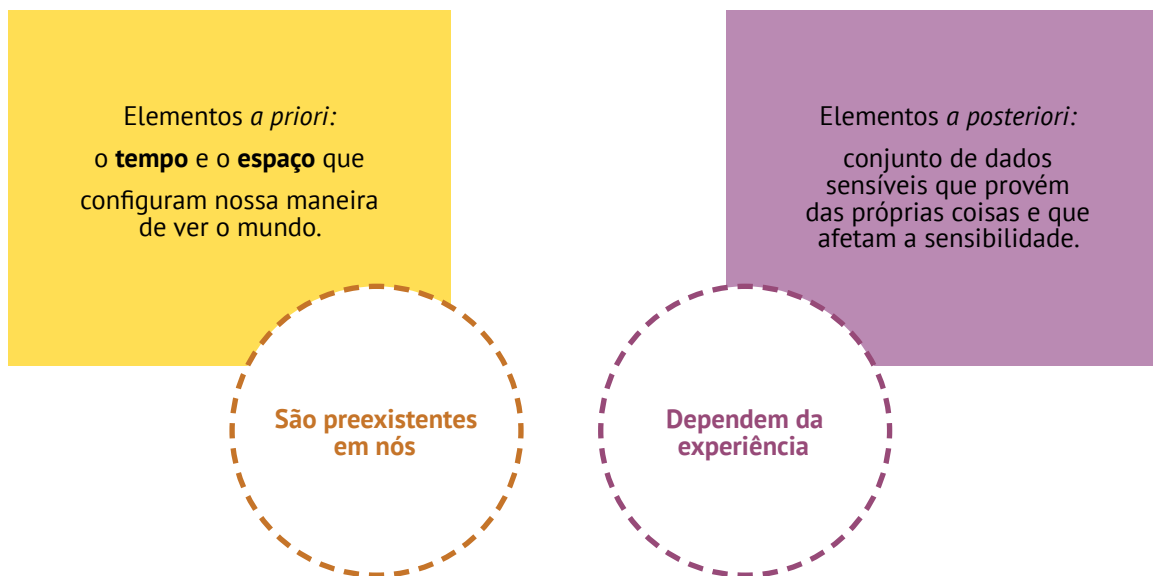 Elementos a priori:
o tempo e o espaço que
configuram nossa maneira
de ver o mundo.
São preexistentes
em nós
Elementos a posteriori:
conjunto de dados
sensíveis que provém
das próprias coisas e que
afetam a sensibilidade.
Dependem da
experiência